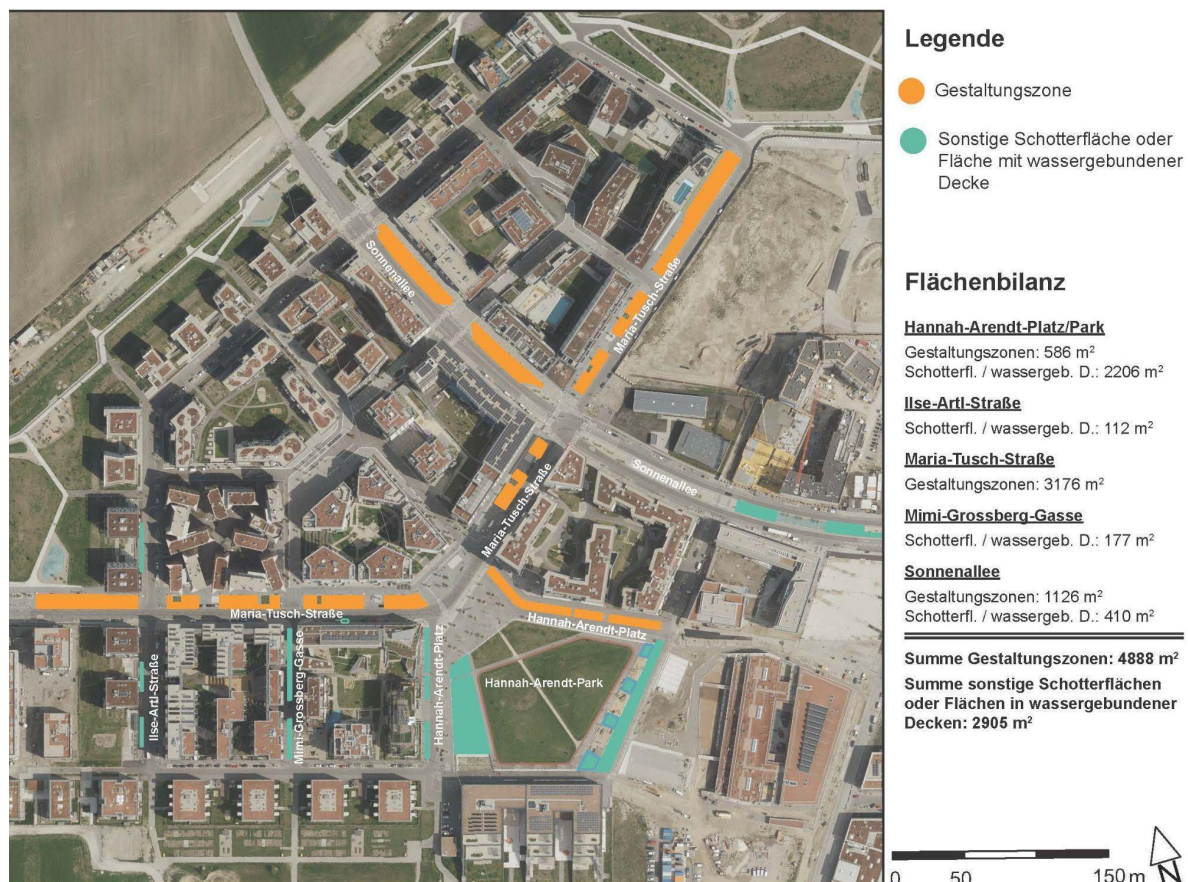 Legende
Gestaltungszone
Sonstige Schotterfläche oder
Fläche mit wassergebundener
Decke
Flächenbilanz
Hannah-Arendt-Platz/Park
Gestaltungszonen: 586 m²
Schotterfl. / wassergeb. D.: 2206 m²
Ilse-Artl-Straße
Schotterfl. / wassergeb. D.: 112 m²
Maria-Tusch-Straße
Gestaltungszonen: 3176 m²
Mimi-Grossberg-Gasse
Schotterfl. / wassergeb. D.: 177 m²
Sonnenallee
Gestaltungszonen: 1126 m²
Schotterfl. / wassergeb. D.: 410 m²
Summe Gestaltungszonen: 4888 m²
Summe sonstige Schotterflächen
oder Flächen in wassergebundener
Decken: 2905 m²
0 50 150 m
N
Sonnenallee
Maria-Tusch-Straße
Sonnenallee
Maria-Tusch-Straße
Maria-Tusch-Straße
Hannah-Arendt-Platz
Hannah-Arendt-Platz
Hannah-Arendt-Park
Ilse-Artl-Straße
Mimi-Grossberg-Gasse